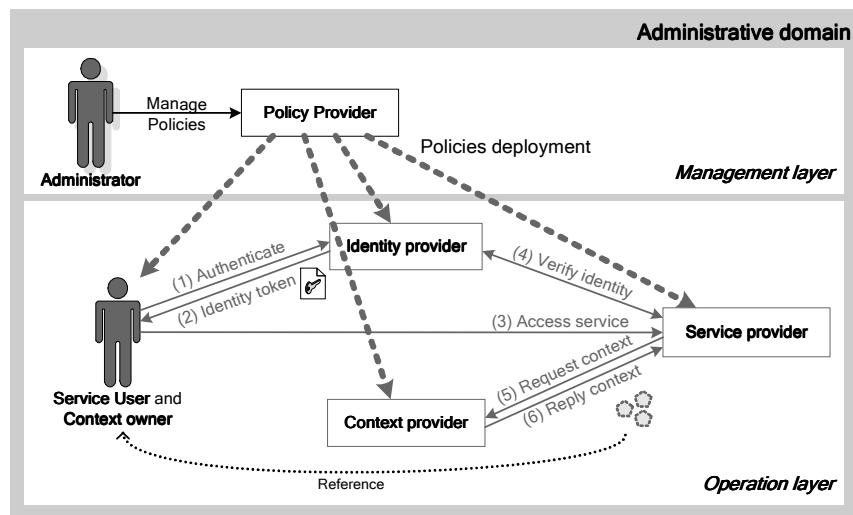 Administrative domain
Manage
Policies
Policy Provider
Administrator
Policies deployment
Management layer
Identity provider
(1) Authenticate
(2) Identity token
(4) Verify identity
(3) Access service
Service provider
Service User and
Context owner
(5) Request context
(6) Reply context
Context provider
Reference
Operation layer